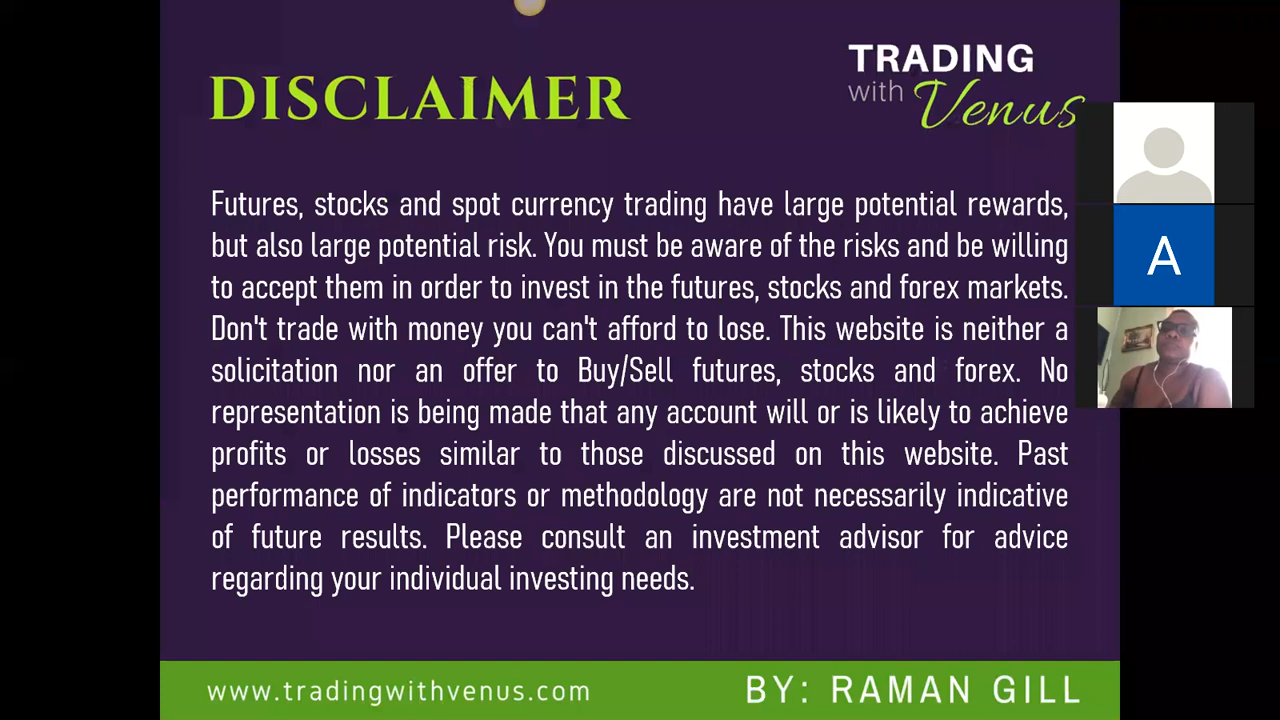 DISCLAIMER
TRADING
with Venus
Futures, stocks and spot currency trading have large potential rewards,
but also large potential risk. You must be aware of the risks and be willing
to accept them in order to invest in the futures, stocks and forex markets.
Don't trade with money you can't afford to lose. This website is neither a
solicitation nor an offer to Buy/Sell futures, stocks and forex. No
representation is being made that any account will or is likely to achieve
profits or losses similar to those discussed on this website. Past
performance of indicators or methodology are not necessarily indicative
of future results. Please consult an investment advisor for advice
regarding your individual investing needs.
A
www.tradingwithvenus.com
BY: RAMAN GILL